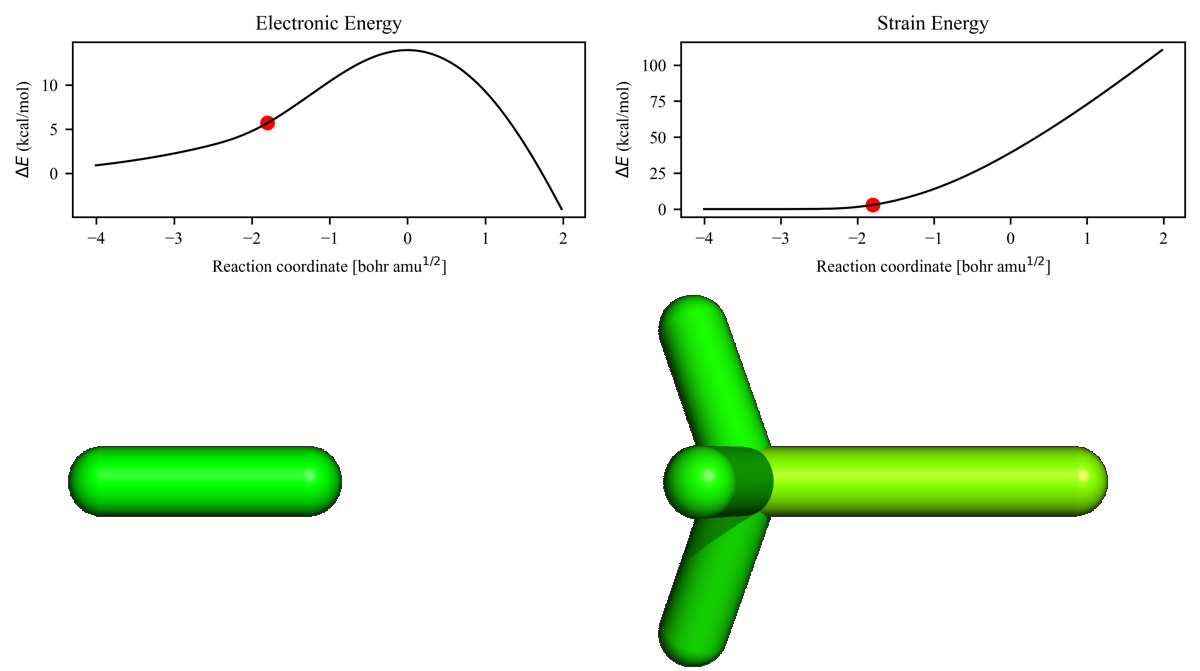 Electronic Energy
ΔE (kcal/mol)
10
5
0
−4 −3 −2 −1 0 1 2
Reaction coordinate [bohr amu^1/2]
Strain Energy
ΔE (kcal/mol)
100
75
50
25
0
−4 −3 −2 −1 0 1 2
Reaction coordinate [bohr amu^1/2]